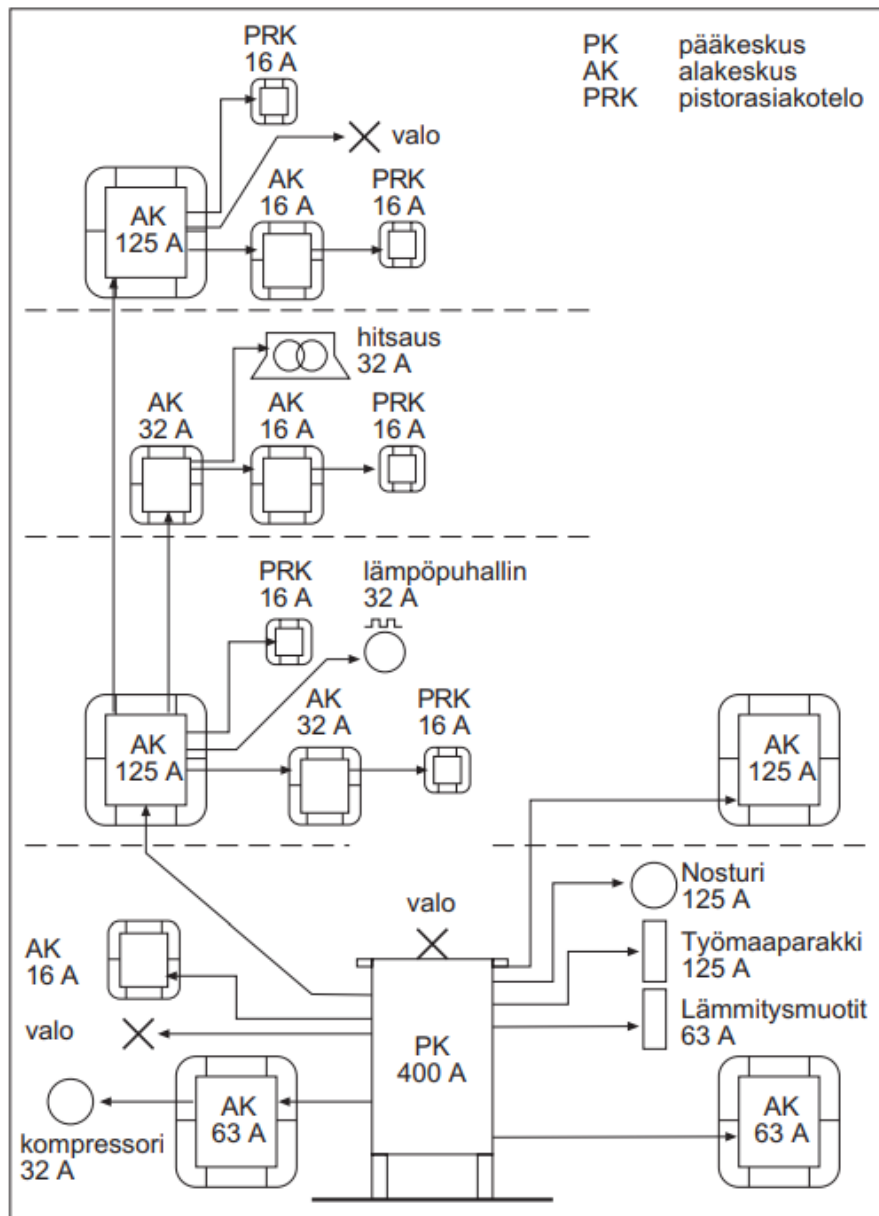 PK pääkeskus
AK alakeskus
PRK pistorasiakotelo
PRK
16 A
valo
AK
125 A
AK
16 A
PRK
16 A
hitsaus
32 A
AK
32 A
AK
16 A
PRK
16 A
PRK
16 A
lämpöpuhallin
32 A
AK
125 A
AK
32 A
PRK
16 A
AK
125 A
valo
Nosturi
125 A
AK
16 A
Työmaaparakki
125 A
valo
Lämmitysmuotit
63 A
PK
400 A
kompressori
32 A
AK
63 A
AK
63 A